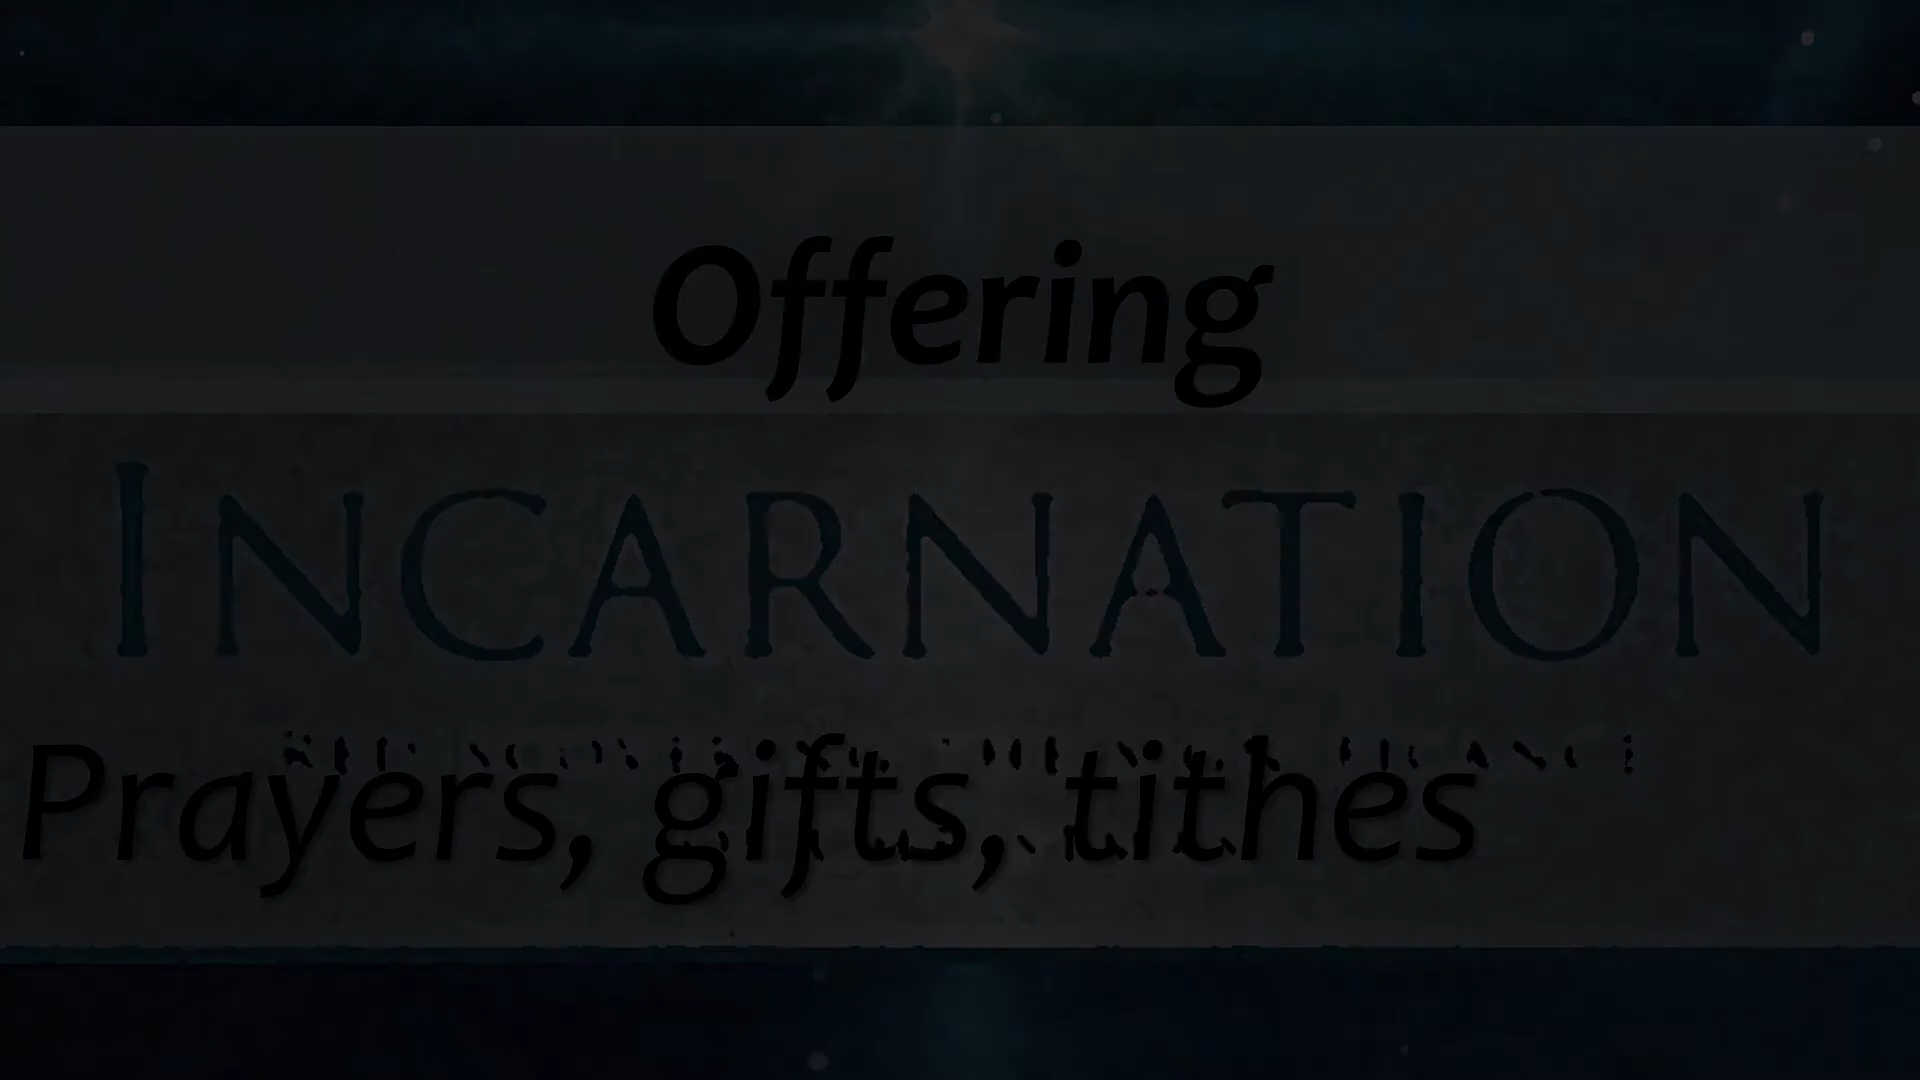 Offering
INCARNATION
Prayers, gifts, tithes